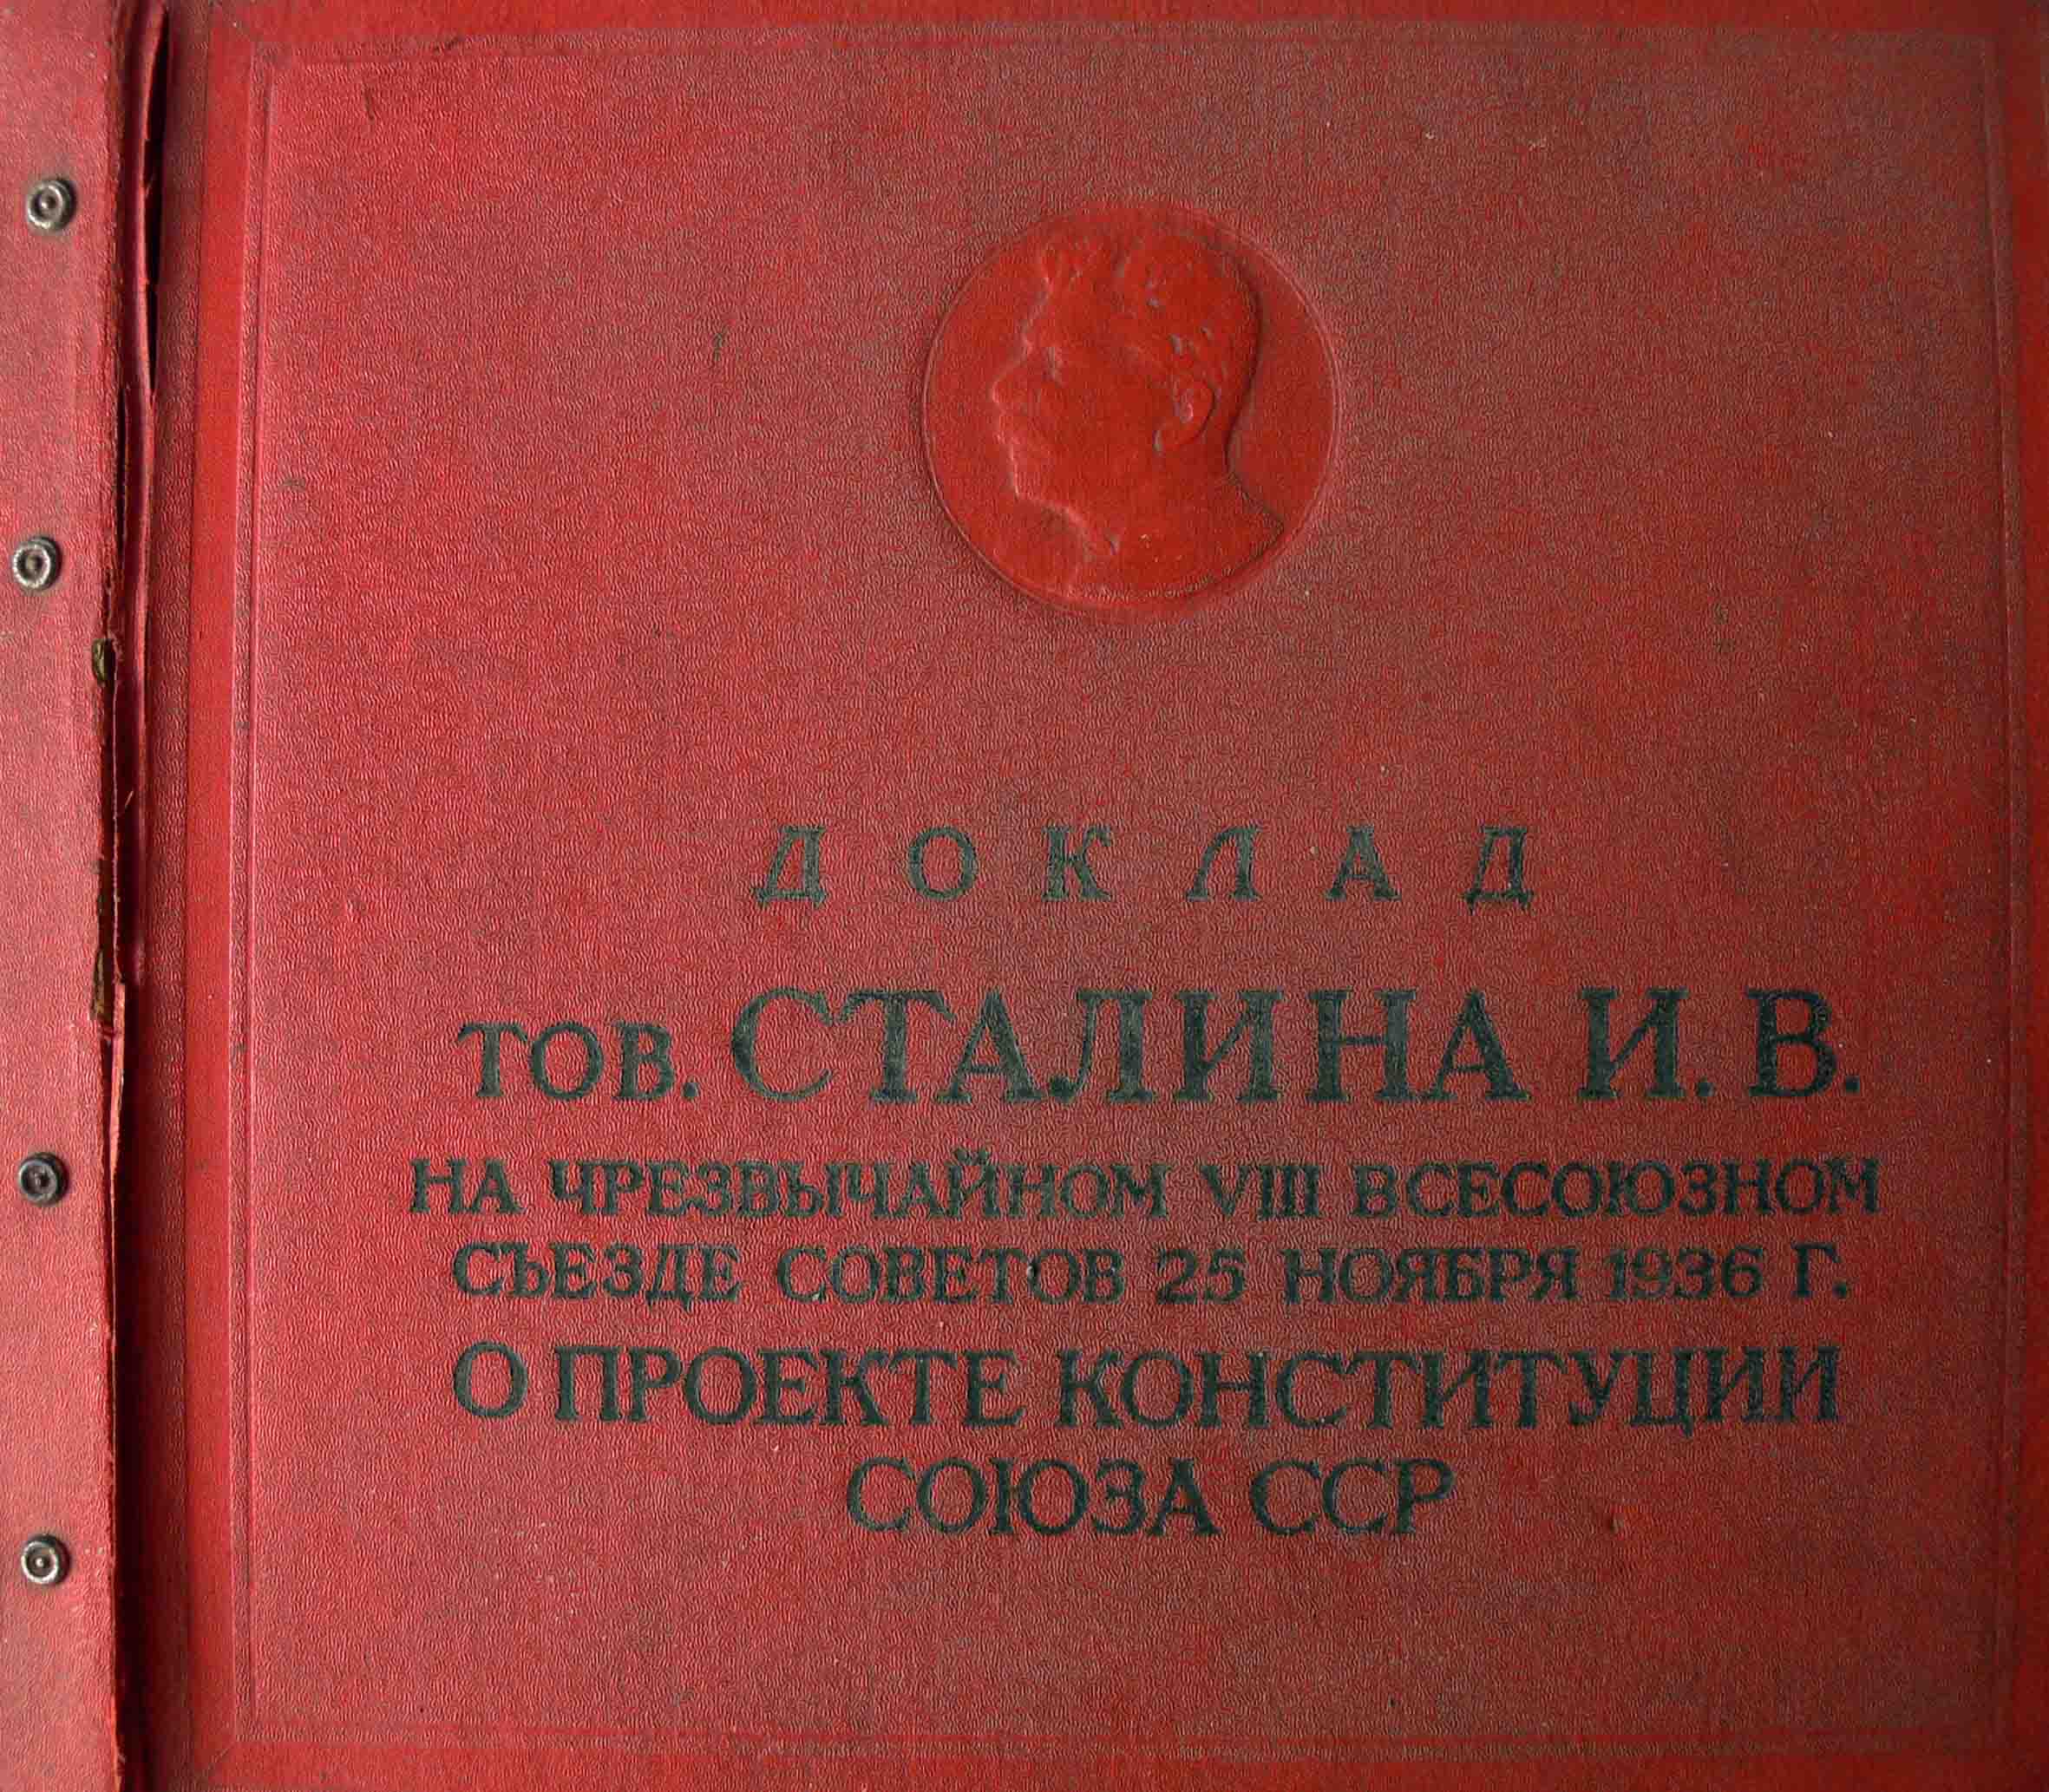 ДОКЛАД
ТОВ. СТАЛИНА И. В.
НА ЧРЕЗВЫЧАЙНОМ VIII ВСЕСОЮЗНОМ
СЪЕЗДЕ СОВЕТОВ 25 НОЯБРЯ 1936 Г.
О ПРОЕКТЕ КОНСТИТУЦИИ
СОЮЗА ССР